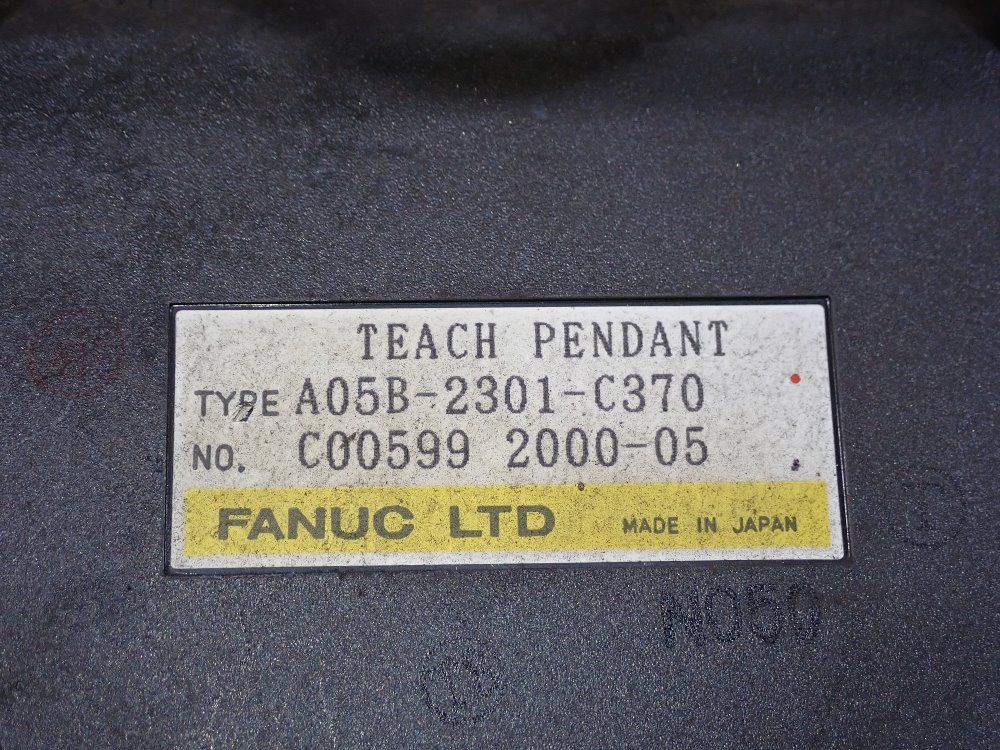 TEACH PENDANT
TYPE A05B-2301-C370
NO. C00599 2000-05
FANUC LTD MADE IN JAPAN
N050